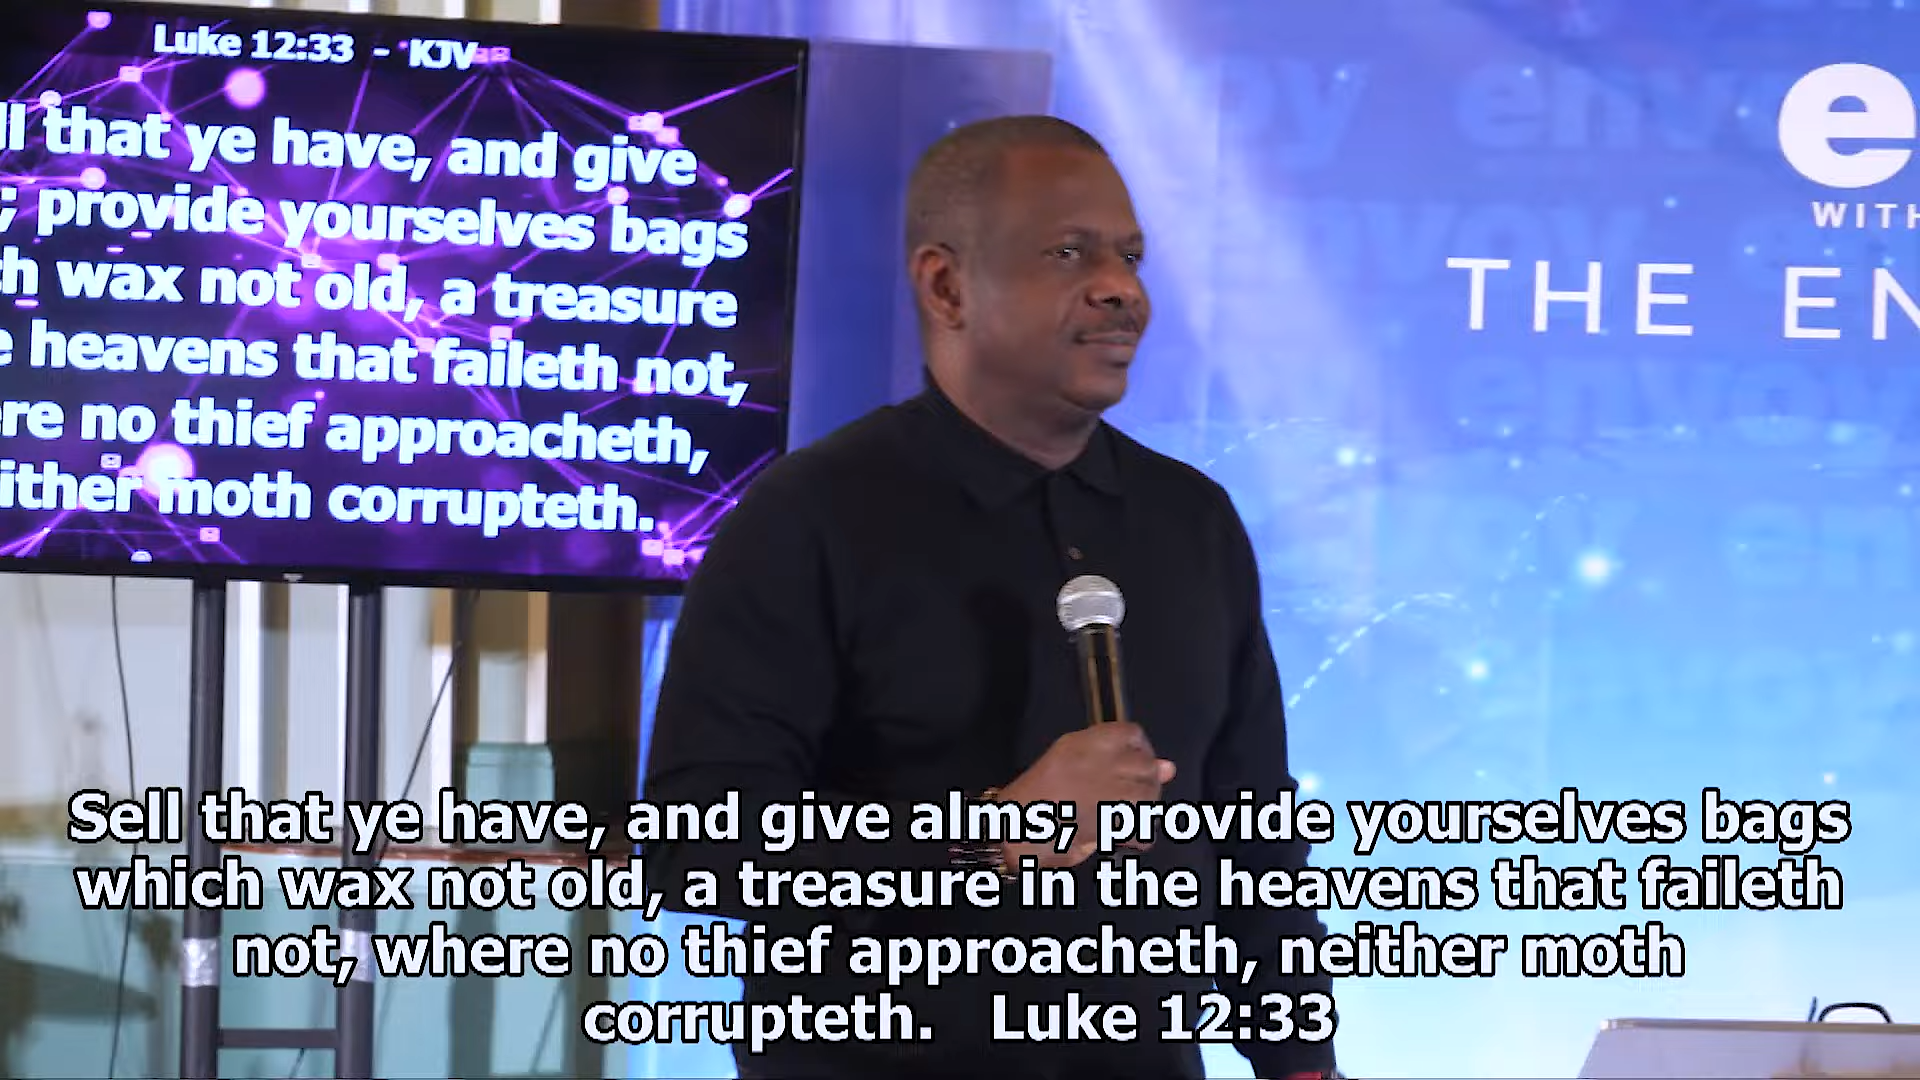 Luke 12:33 - KJV
that ye have, and give
; provide yourselves bags
wax not old, a treasure
heavens that faileth not,
no thief approacheth,
moth corrupteth.
e
WITH
THE EN
Sell that ye have, and give alms; provide yourselves bags
which wax not old, a treasure in the heavens that faileth
not, where no thief approacheth, neither moth
corrupteth. Luke 12:33